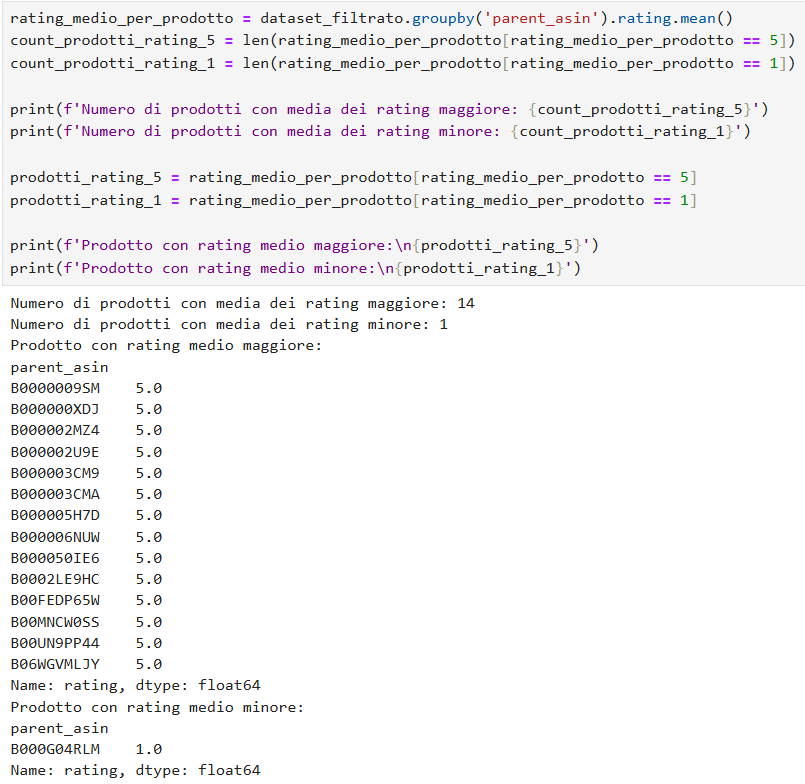 rating_medio_per_prodotto = dataset_filtrato.groupby('parent_asin').rating.mean()
count_prodotti_rating_5 = len(rating_medio_per_prodotto[rating_medio_per_prodotto == 5])
count_prodotti_rating_1 = len(rating_medio_per_prodotto[rating_medio_per_prodotto == 1])
print(f'Numero di prodotti con media dei rating maggiore: {count_prodotti_rating_5}')
print(f'Numero di prodotti con media dei rating minore: {count_prodotti_rating_1}')
prodotti_rating_5 = rating_medio_per_prodotto[rating_medio_per_prodotto == 5]
prodotti_rating_1 = rating_medio_per_prodotto[rating_medio_per_prodotto == 1]
print(f'Prodotto con rating medio maggiore:\n{prodotti_rating_5}')
print(f'Prodotto con rating medio minore:\n{prodotti_rating_1}')
Numero di prodotti con media dei rating maggiore: 14
Numero di prodotti con media dei rating minore: 1
Prodotto con rating medio maggiore:
parent_asin
B0000009SM    5.0
B000000XDJ    5.0
B000002MZ4    5.0
B000002U9E    5.0
B000003CM9    5.0
B000003CMA    5.0
B000005H7D    5.0
B000006NUW    5.0
B000050IE6    5.0
B0002LE9HC    5.0
B00FEDP65W    5.0
B00MNCW0SS    5.0
B00UN9PP44    5.0
B06WGVMLJY    5.0
Name: rating, dtype: float64
Prodotto con rating medio minore:
parent_asin
B000G04RLM    1.0
Name: rating, dtype: float64